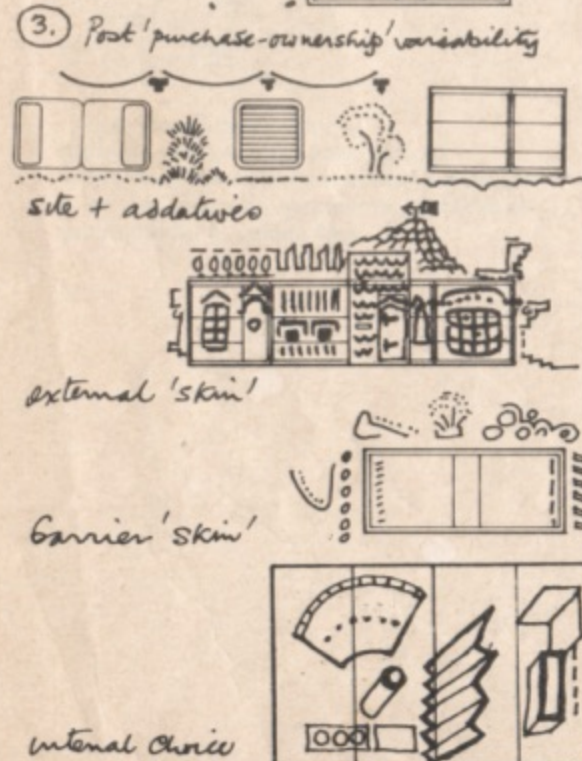 3. Post 'purchase-ownership' variability
site + addatives
external 'skin'
barrier 'skin'
internal choice